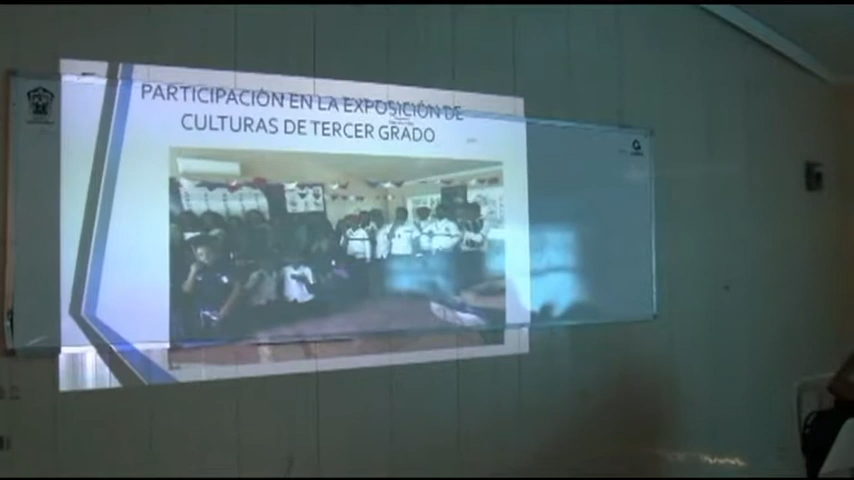 PARTICIPACIÓN EN LA EXPOSICIÓN DE
CULTURAS DE TERCER GRADO